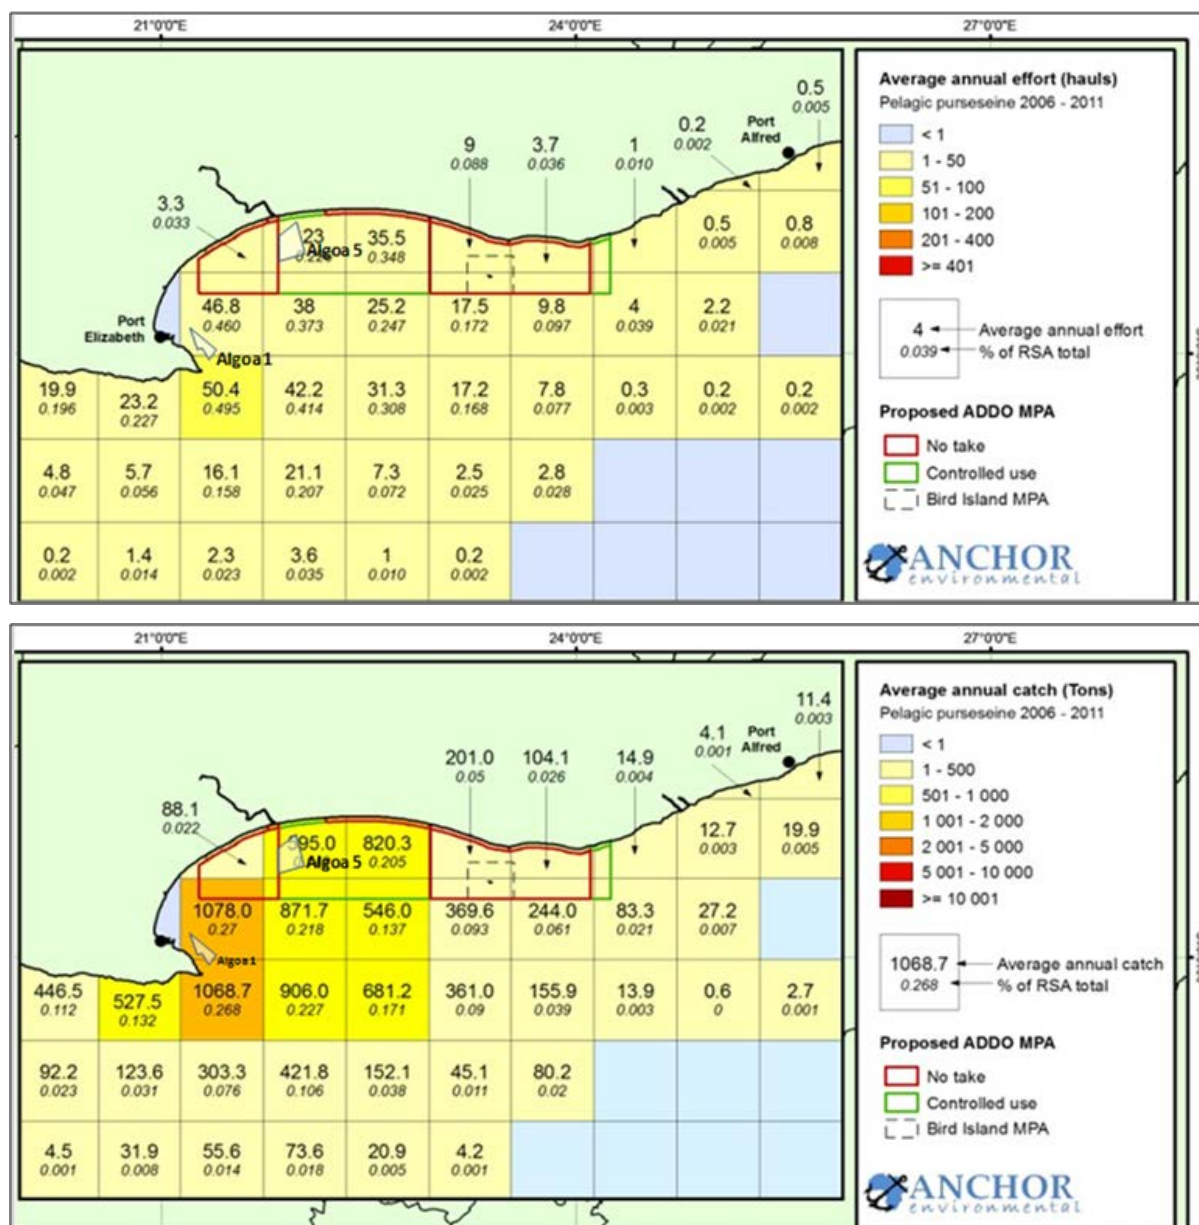 21°0'0"E 24°0'0"E 27°0'0"E
0.5
0.005
Port
Alfred
0.2
0.002
9
0.088
3.7
0.036
1
0.010
3.3
0.033
23
Algoa 5
35.5
0.348
0.5
0.005
0.8
0.008
Port
Elizabeth
46.8 38 25.2 17.5 9.8 4 2.2
0.460 0.373 0.247 0.172 0.097 0.039 0.021
Algoa 1
19.9 23.2 50.4 42.2 31.3 17.2 7.8 0.3 0.2 0.2
0.196 0.227 0.495 0.414 0.308 0.168 0.077 0.003 0.002 0.002
4.8 5.7 16.1 21.1 7.3 2.5 2.8
0.047 0.056 0.158 0.207 0.072 0.025 0.028
0.2 1.4 2.3 3.6 1 0.2
0.002 0.014 0.023 0.035 0.010 0.002
Average annual effort (hauls)
Pelagic purseseine 2006 - 2011
< 1
1 - 50
51 - 100
101 - 200
201 - 400
>= 401
4 Average annual effort
0.039 % of RSA total
Proposed ADDO MPA
No take
Controlled use
Bird Island MPA
ANCHOR
environmental
21°0'0"E 24°0'0"E 27°0'0"E
11.4
0.003
Port
Alfred
4.1
0.001
201.0
0.05
104.1
0.026
14.9
0.004
88.1
0.022
595.0
Algoa 5
820.3
0.205
12.7
0.003
19.9
0.005
1078.0 871.7 546.0 369.6 244.0 83.3 27.2
0.27 0.218 0.137 0.093 0.061 0.021 0.007
Algoa 1
446.5 527.5 1068.7 906.0 681.2 361.0 155.9 13.9 0.6 2.7
0.112 0.132 0.268 0.227 0.171 0.09 0.039 0.003 0 0.001
92.2 123.6 303.3 421.8 152.1 45.1 80.2
0.023 0.031 0.076 0.106 0.038 0.011 0.02
4.5 31.9 55.6 73.6 20.9 4.2
0.001 0.008 0.014 0.018 0.005 0.001
Average annual catch (Tons)
Pelagic purseseine 2006 - 2011
< 1
1 - 500
501 - 1 000
1 001 - 2 000
2 001 - 5 000
5 001 - 10 000
>= 10 001
1068.7 Average annual catch
0.268 % of RSA total
Proposed ADDO MPA
No take
Controlled use
Bird Island MPA
ANCHOR
environmental